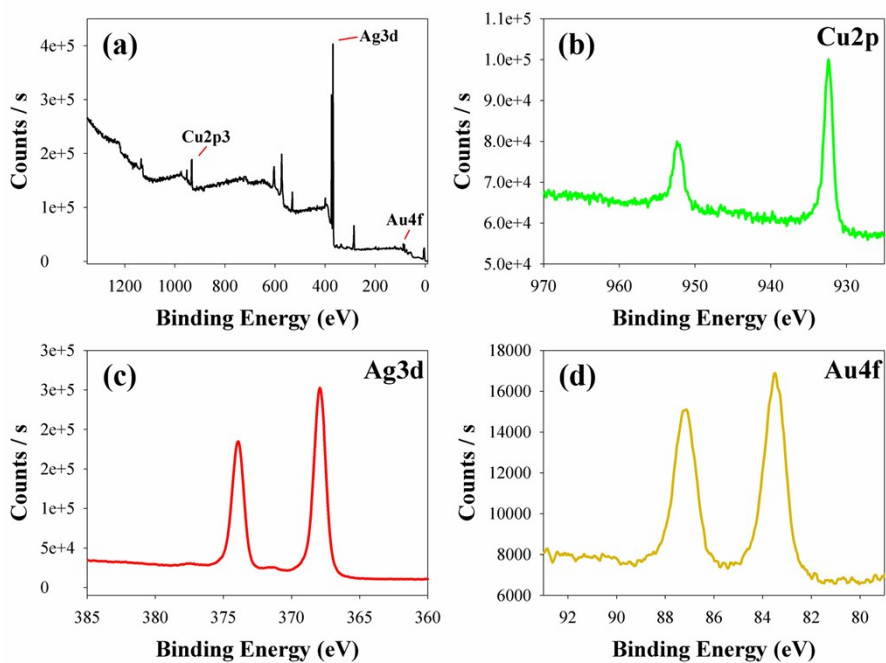 (a)
Ag3d
Cu2p3
Au4f
4e+5
3e+5
2e+5
1e+5
0
Counts / s
1200 1000 800 600 400 200 0
Binding Energy (eV)
(b)
Cu2p
1.1e+5
1.0e+5
9.0e+4
8.0e+4
7.0e+4
6.0e+4
5.0e+4
Counts / s
970 960 950 940 930
Binding Energy (eV)
(c)
Ag3d
3e+5
3e+5
2e+5
2e+5
1e+5
5e+4
0
Counts / s
385 380 375 370 365 360
Binding Energy (eV)
(d)
Au4f
18000
16000
14000
12000
10000
8000
6000
Counts / s
92 90 88 86 84 82 80
Binding Energy (eV)